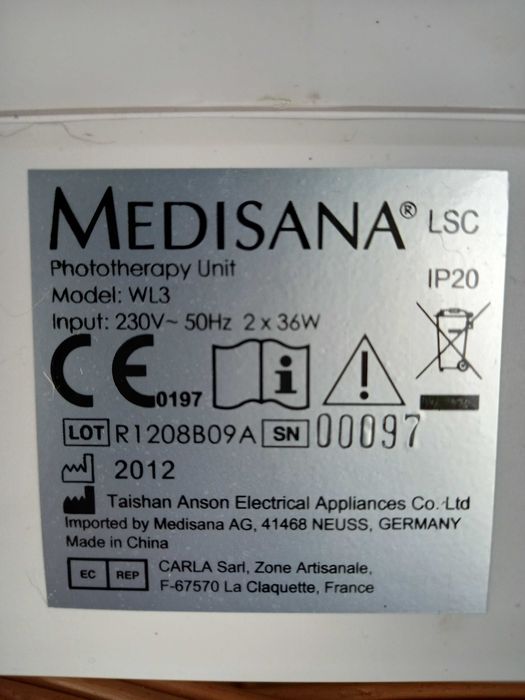 MEDISANA® LSC
Phototherapy Unit
IP20
Model: WL3
Input: 230V~ 50Hz 2 x 36W
CE 0197
LOT R1208B09A SN 00097
2012
Taishan Anson Electrical Appliances Co. Ltd
Imported by Medisana AG, 41468 NEUSS, GERMANY
Made in China
EC REP CARLA Sarl, Zone Artisanale,
F-67570 La Claquette, France